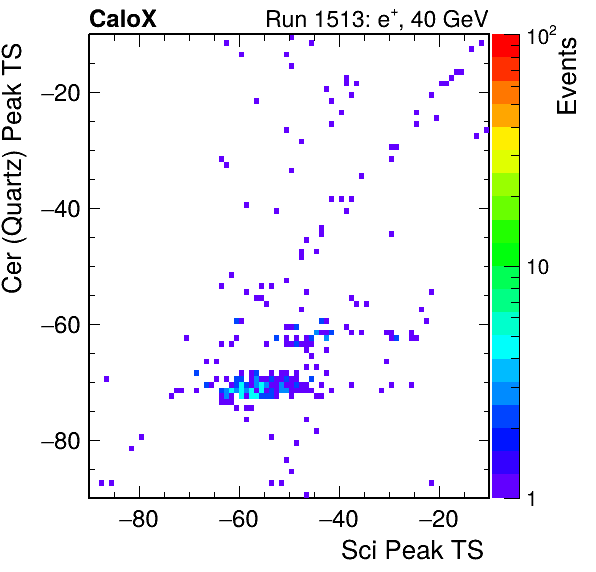 CaloX Run 1513: e⁺, 40 GeV
Cer (Quartz) Peak TS
−20
−40
−60
−80
−80 −60 −40 −20
Sci Peak TS
10²
10
1
Events